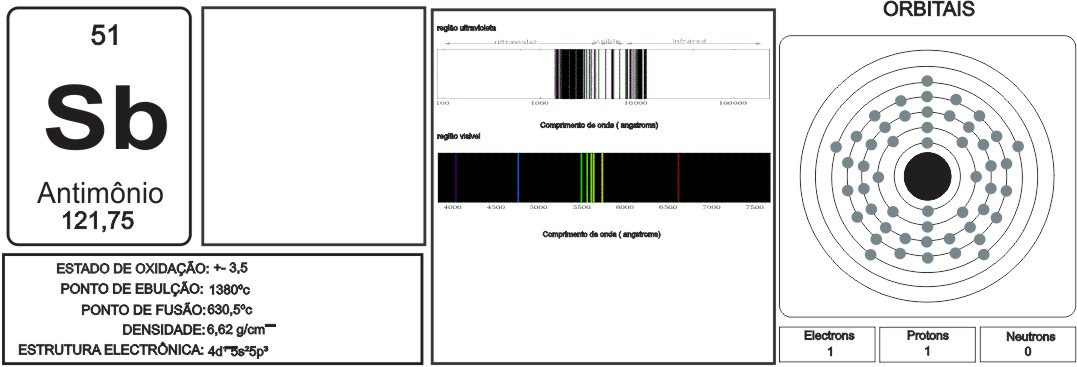 51
Sb
Antimônio
121,75
ESTADO DE OXIDAÇÃO: +- 3,5
PONTO DE EBULÇÃO: 1380ºc
PONTO DE FUSÃO: 630,5ºc
DENSIDADE: 6,62 g/cm
ESTRUTURA ELECTRÔNICA: 5s²5p³
região ultravioleta
ultraviolet visible infrared
100 1000 10000 100000
Comprimento de onda ( angstroms)
região visível
4000 4500 5000 5500 6000 6500 7000 7500
Comprimento de onda ( angstroms)
ORBITAIS
Electrons Protons Neutrons
1 1 0